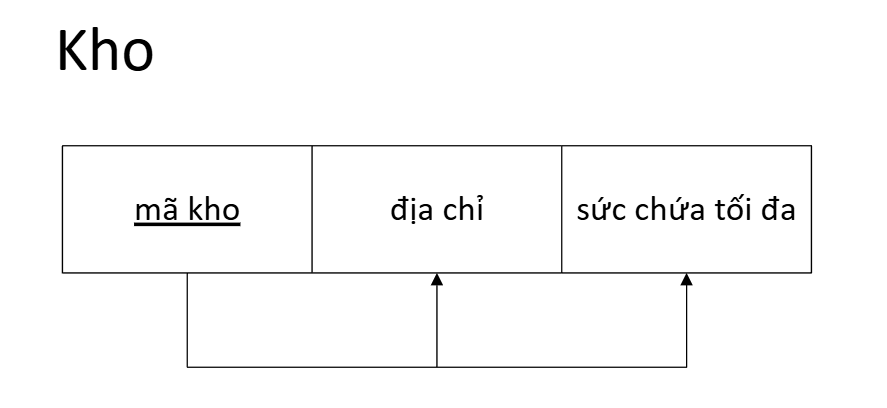 Kho
mã kho
địa chỉ
sức chứa tối đa